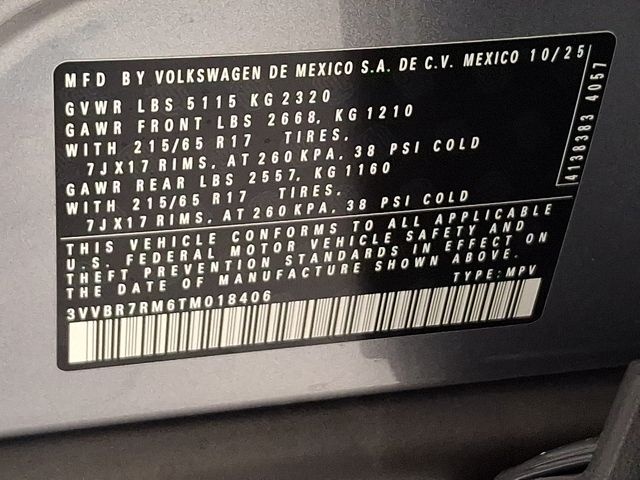 MFD BY VOLKSWAGEN DE MEXICO S.A. DE C.V. MEXICO 10/25
GVWR LBS 5115 KG 2320
GAWR FRONT LBS 2668, KG 1210
WITH 215/65 R17 TIRES,
7JX17 RIMS, AT 260 KPA, 38 PSI COLD
GAWR REAR LBS 2557, KG 1160
WITH 215/65 R17 TIRES,
7JX17 RIMS, AT 260 KPA, 38 PSI COLD
4138383 4057
THIS VEHICLE CONFORMS TO ALL APPLICABLE
U.S. FEDERAL MOTOR VEHICLE SAFETY AND
THEFT PREVENTION STANDARDS IN EFFECT ON
THE DATE OF MANUFACTURE SHOWN ABOVE.
TYPE: MPV
3VVBR7RM6TM018406